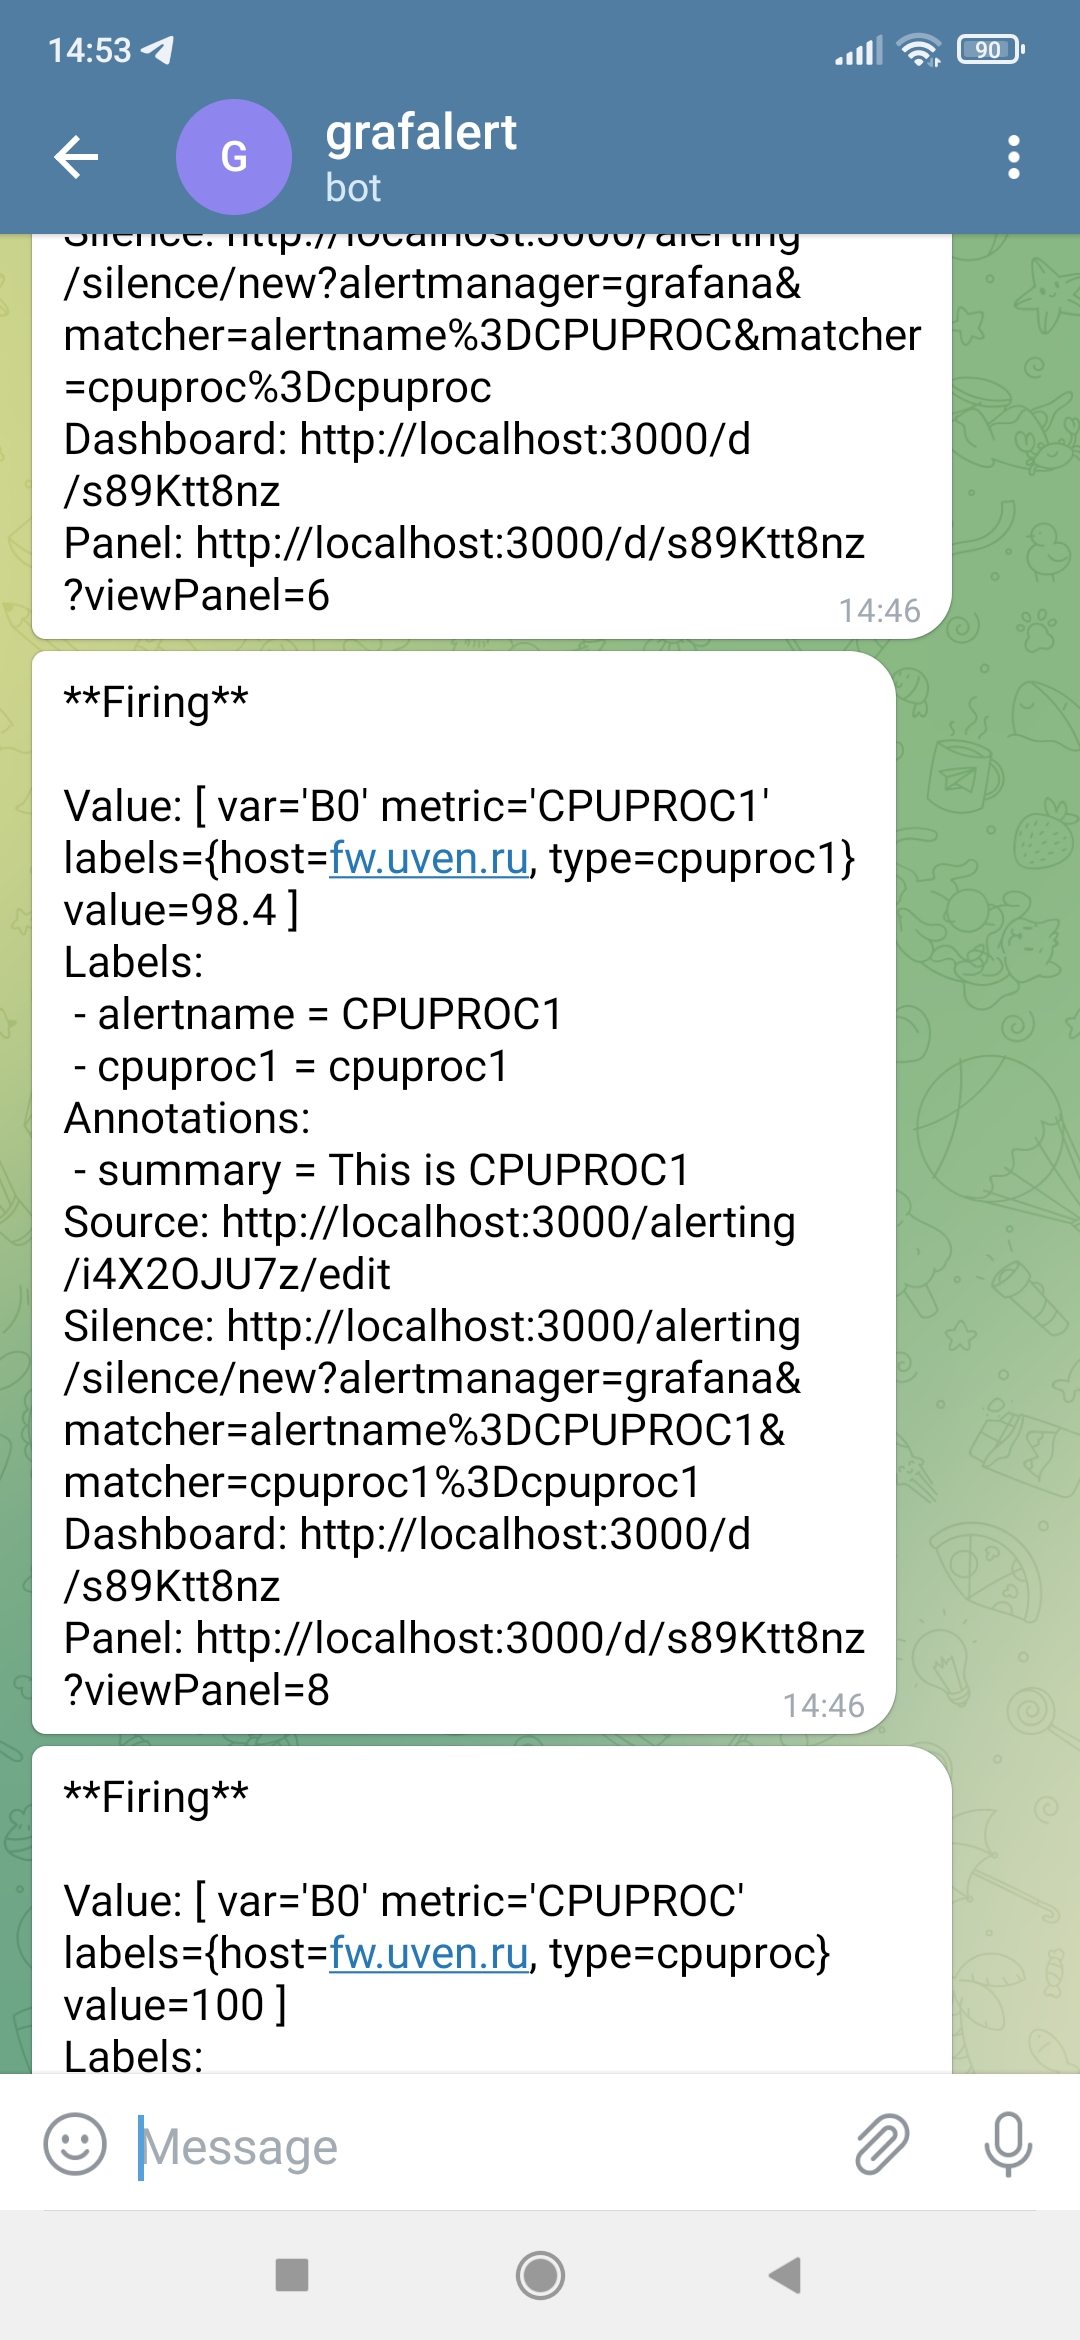 14:53
90
G
grafalert
bot
Silence: http://localhost:3000/alerting
/silence/new?alertmanager=grafana&
matcher=alertname%3DCPUPROC&matcher
=cpuproc%3Dcpuproc
Dashboard: http://localhost:3000/d
/s89Ktt8nz
Panel: http://localhost:3000/d/s89Ktt8nz
?viewPanel=6
14:46
**Firing**
Value: [ var='B0' metric='CPUPROC1'
labels={host=fw.uven.ru, type=cpuproc1}
value=98.4 ]
Labels:
- alertname = CPUPROC1
- cpuproc1 = cpuproc1
Annotations:
- summary = This is CPUPROC1
Source: http://localhost:3000/alerting
/i4X2OJU7z/edit
Silence: http://localhost:3000/alerting
/silence/new?alertmanager=grafana&
matcher=alertname%3DCPUPROC1&
matcher=cpuproc1%3Dcpuproc1
Dashboard: http://localhost:3000/d
/s89Ktt8nz
Panel: http://localhost:3000/d/s89Ktt8nz
?viewPanel=8
14:46
**Firing**
Value: [ var='B0' metric='CPUPROC'
labels={host=fw.uven.ru, type=cpuproc}
value=100 ]
Labels:
Message